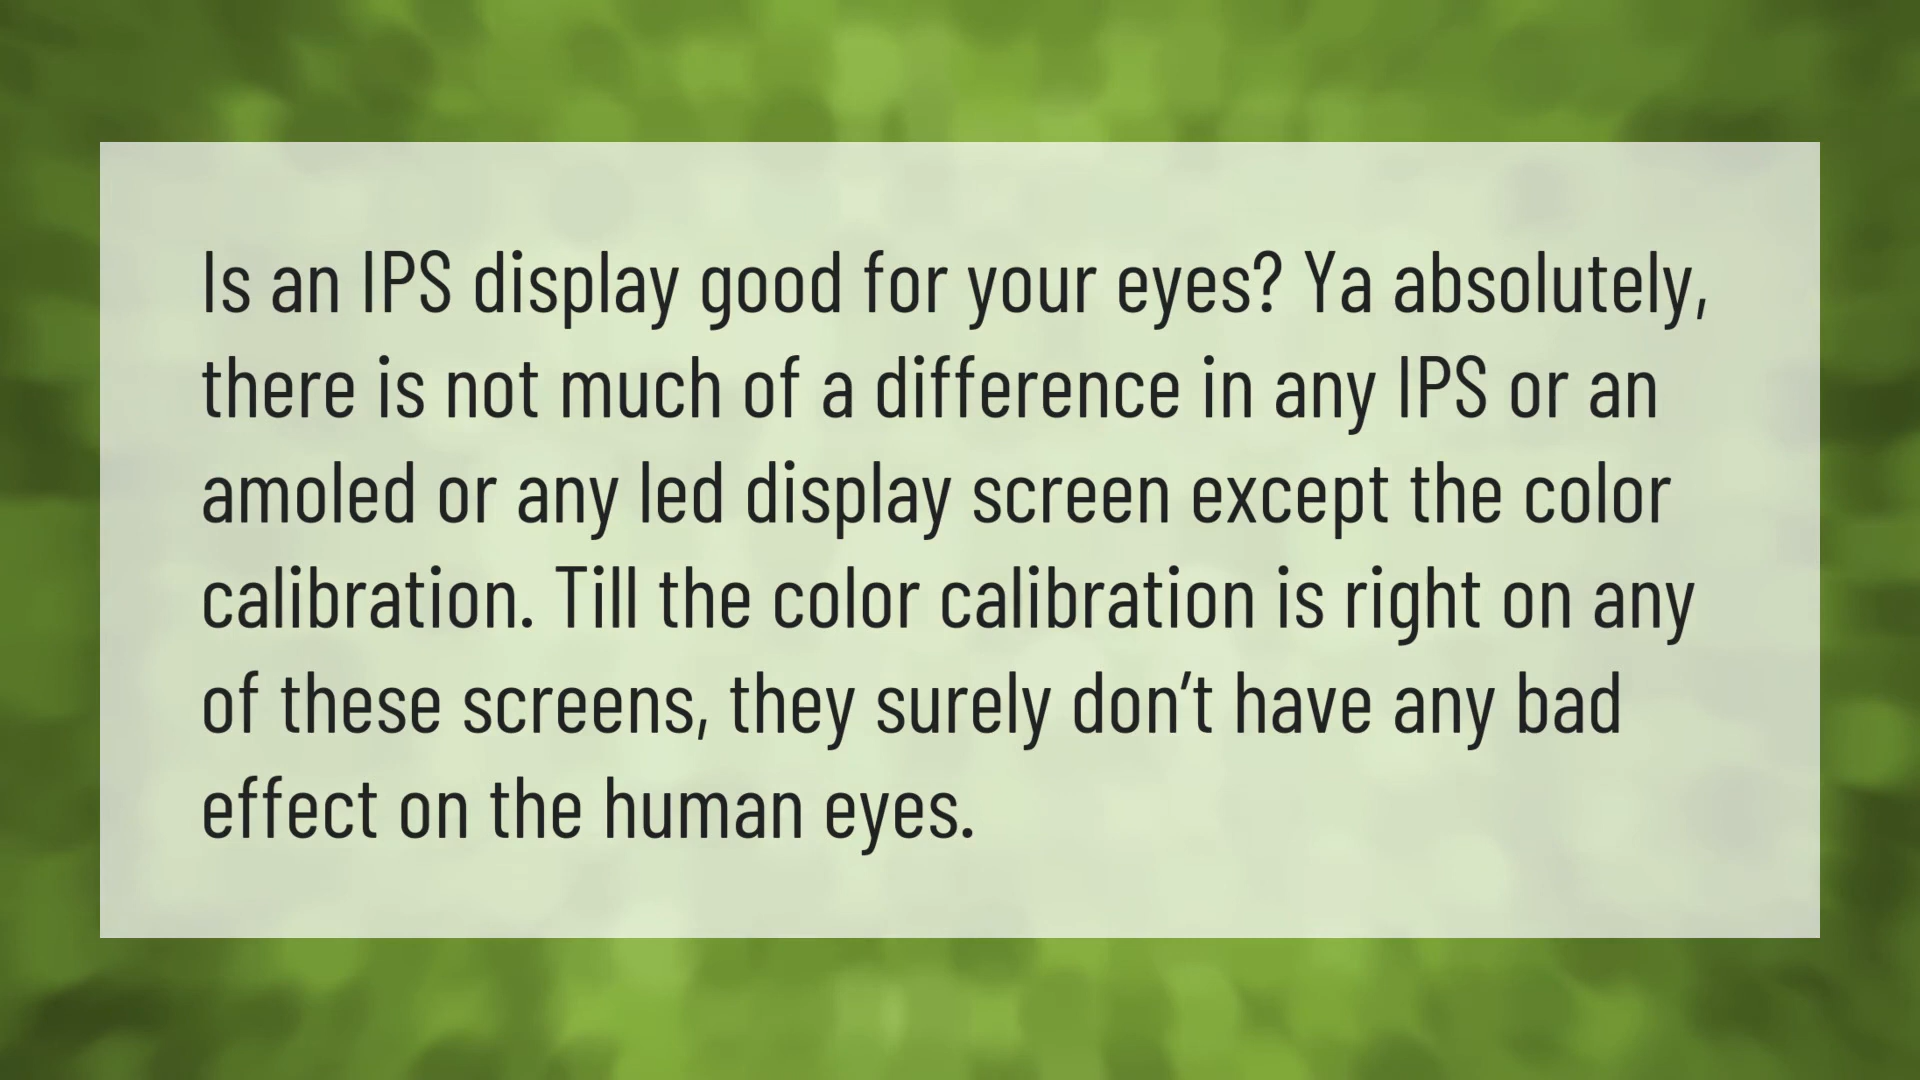 Is an IPS display good for your eyes? Ya absolutely,
there is not much of a difference in any IPS or an
amoled or any led display screen except the color
calibration. Till the color calibration is right on any
of these screens, they surely don’t have any bad
effect on the human eyes.